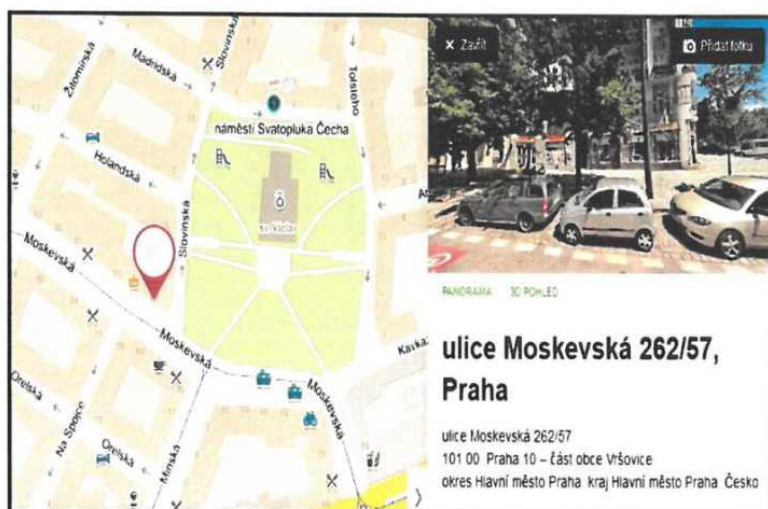 Žitomírská
Madridská
Slovinská
Tolstého
náměstí Svatopluka Čecha
Holandská
Slovinská
sv. Václav
Moskevská
Moskevská
Moskevská
Kavkaz
Orelská
Orelská
Na Spojce
Minská
× Zavřít
Přidat fotku
PANORAMA 3D POHLED
ulice Moskevská 262/57,
Praha
ulice Moskevská 262/57
101 00 Praha 10 – část obce Vršovice
okres Hlavní město Praha kraj Hlavní město Praha Česko